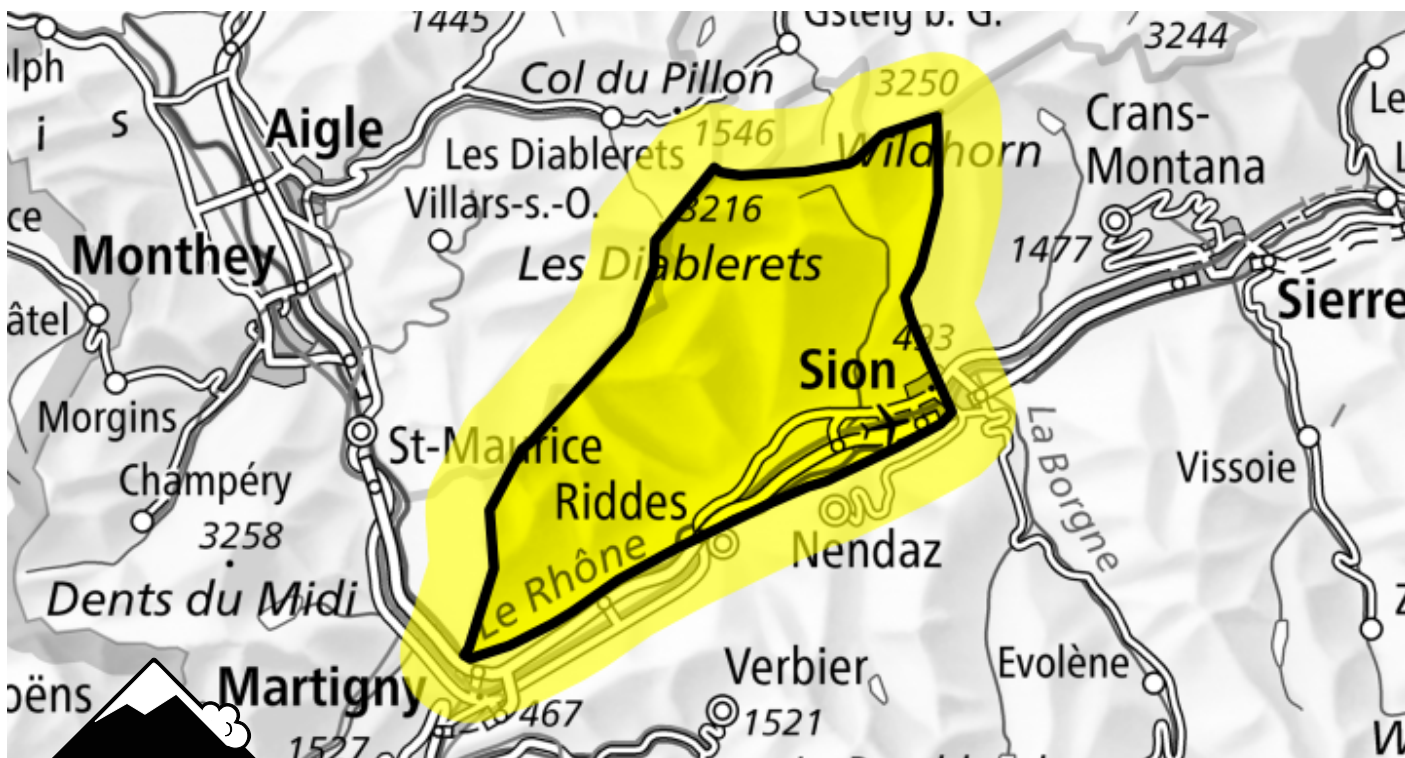 1445
Gsteig b. G.
3244
Col du Pillon
3250
Crans-
Montana
Aigle
i
s
1546
Les Diablerets
Wildhorn
Villars-s.-O.
3216
Monthey
Les Diablerets
1477
Sierre
âtel
493
Sion
Morgins
St-Maurice
La Borgne
Champéry
Riddes
Vissoie
3258
Le Rhône
Nendaz
Dents du Midi
Martigny
Verbier
Evolène
467
1521
1527